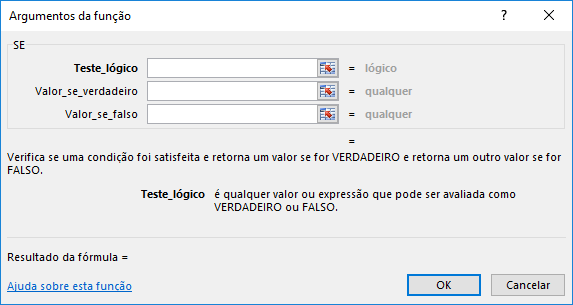 Argumentos da função ? ×
SE
Teste_lógico = lógico
Valor_se_verdadeiro = qualquer
Valor_se_falso = qualquer
=
Verifica se uma condição foi satisfeita e retorna um valor se for VERDADEIRO e retorna um outro valor se for
FALSO.
Teste_lógico é qualquer valor ou expressão que pode ser avaliada como
VERDADEIRO ou FALSO.
Resultado da fórmula =
Ajuda sobre esta função OK Cancelar